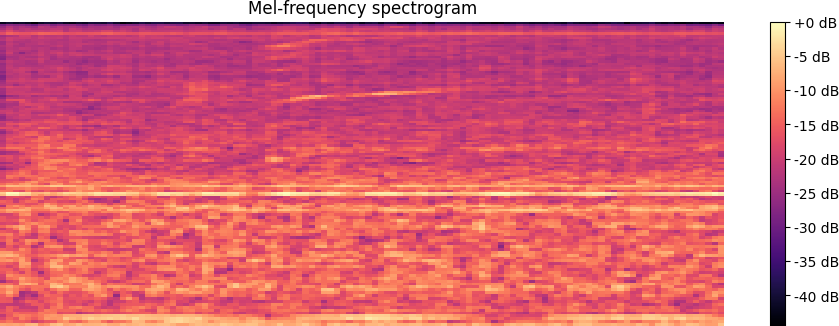 Mel-frequency spectrogram
+0 dB
-5 dB
-10 dB
-15 dB
-20 dB
-25 dB
-30 dB
-35 dB
-40 dB